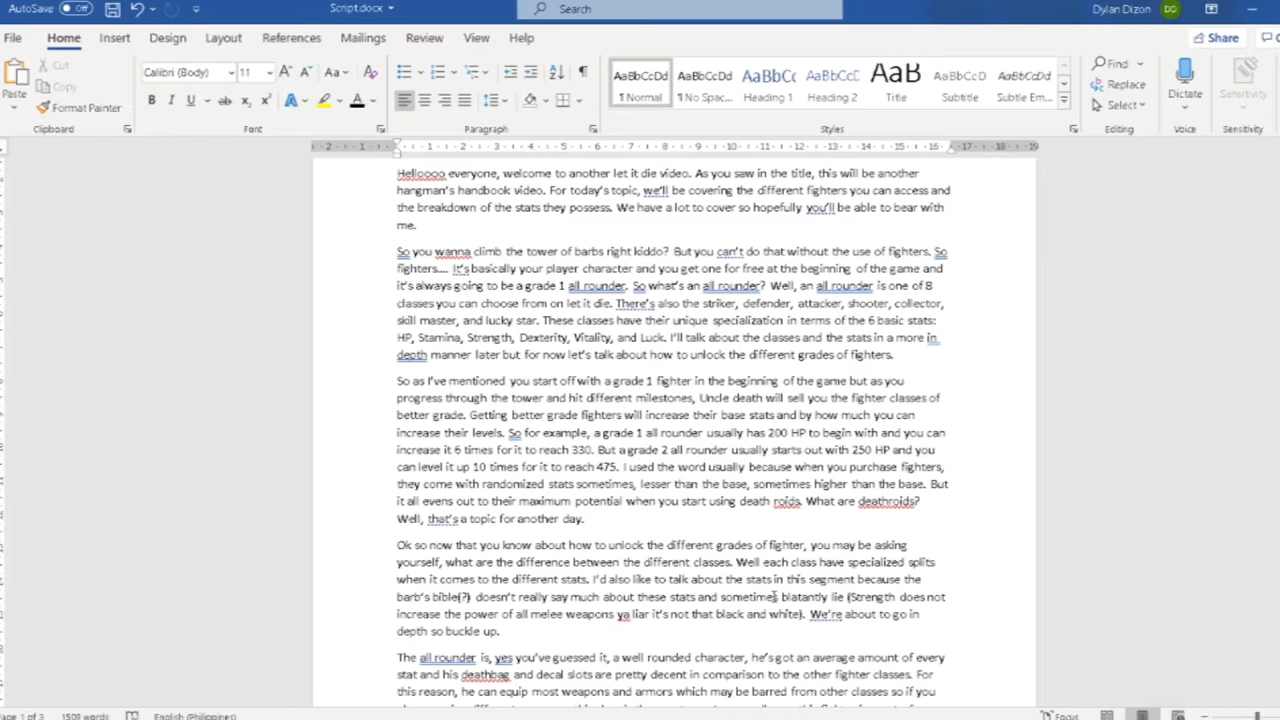 AutoSave Off Script.docx Search Dylan Dizon DD
File Home Insert Design Layout References Mailings Review View Help Share
Paste Cut Copy Format Painter
Calibri (Body) 11
AaBbCcDd AaBbCcDd AaBbCc AaBbCcD AaB AaBbCcDd AaBbCcDd
¶ Normal ¶ No Spac... Heading 1 Heading 2 Title Subtitle Subtle Em...
Find Replace Select Dictate Sensitivity
Clipboard Font Paragraph Styles Editing Voice Sensitivity
2 1 1 2 3 4 5 6 7 8 9 10 11 12 13 14 15 16 17 18 19
Helloooo everyone, welcome to another let it die video. As you saw in the title, this will be another
hangman's handbook video. For today's topic, we'll be covering the different fighters you can access and
the breakdown of the stats they possess. We have a lot to cover so hopefully you'll be able to bear with
me.
So you wanna climb the tower of barbs right kiddo? But you can't do that without the use of fighters. So
fighters.... It's basically your player character and you get one for free at the beginning of the game and
it's always going to be a grade 1 all rounder. So what's an all rounder? Well, an all rounder is one of 8
classes you can choose from on let it die. There's also the striker, defender, attacker, shooter, collector,
skill master, and lucky star. These classes have their unique specialization in terms of the 6 basic stats:
HP, Stamina, Strength, Dexterity, Vitality, and Luck. I'll talk about the classes and the stats in a more in
depth manner later but for now let's talk about how to unlock the different grades of fighters.
So as I've mentioned you start off with a grade 1 fighter in the beginning of the game but as you
progress through the tower and hit different milestones, Uncle death will sell you the fighter classes of
better grade. Getting better grade fighters will increase their base stats and by how much you can
increase their levels. So for example, a grade 1 all rounder usually has 200 HP to begin with and you can
increase it 6 times for it to reach 330. But a grade 2 all rounder usually starts out with 250 HP and you
can level it up 10 times for it to reach 475. I used the word usually because when you purchase fighters,
they come with randomized stats sometimes, lesser than the base, sometimes higher than the base. But
it all evens out to their maximum potential when you start using death roids. What are deathroids?
Well, that's a topic for another day.
Ok so now that you know about how to unlock the different grades of fighter, you may be asking
yourself, what are the difference between the different classes. Well each class have specialized splits
when it comes to the different stats. I'd also like to talk about the stats in this segment because the
barb's bible(?) doesn't really say much about these stats and sometimes blatantly lie (Strength does not
increase the power of all melee weapons ya liar it's not that black and white). We're about to go in
depth so buckle up.
The all rounder is, yes you've guessed it, a well rounded character, he's got an average amount of every
stat and his deathbag and decal slots are pretty decent in comparison to the other fighter classes. For
this reason, he can equip most weapons and armors which may be barred from other classes so if you
Page 1 of 3 1509 words English (Philippines) Focus